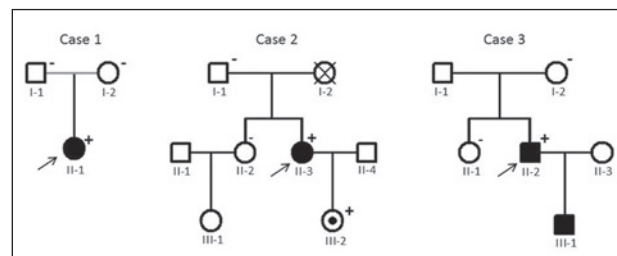 Case 1
Case 2
Case 3
I-1 - I-2 -
I-1 - I-2
I-1 I-2 -
II-1 +
II-1 II-2 - II-3 + II-4
II-1 - II-2 + II-3
III-1 III-2 +
III-1